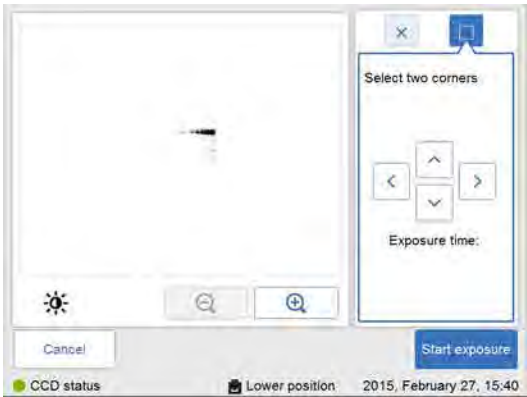 Select two corners
Exposure time:
Cancel
Start exposure
CCD status
Lower position
2015, February 27, 15:40